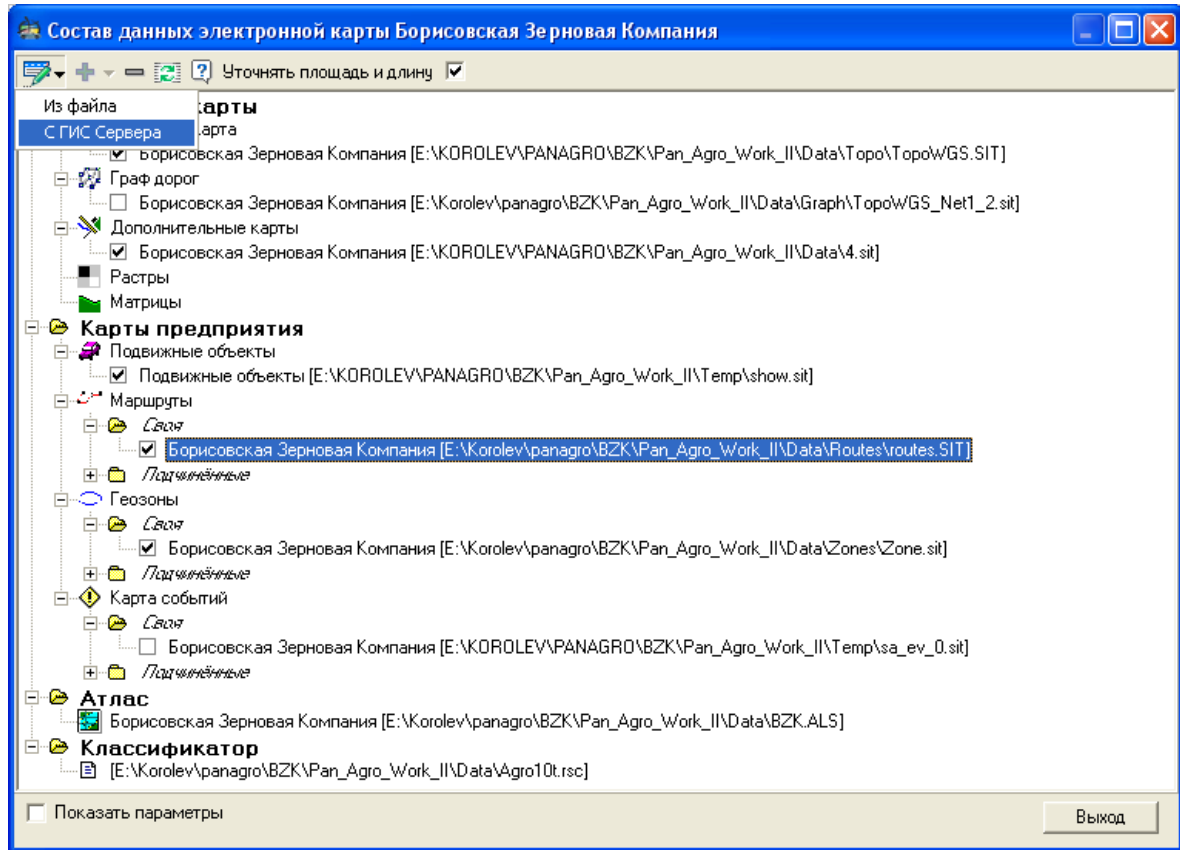 Состав данных электронной карты Борисовская Зерновая Компания
Уточнять площадь и длину
Из файла
С ГИС Сервера
карты
карта
Борисовская Зерновая Компания [E:\KOROLEV\PANAGRO\BZK\Pan_Agro_Work_II\Data\Topo\TopoWGS.SIT]
Граф дорог
Борисовская Зерновая Компания [E:\Korolev\panagro\BZK\Pan_Agro_Work_II\Data\Graph\TopoWGS_Net1_2.sit]
Дополнительные карты
Борисовская Зерновая Компания [E:\KOROLEV\PANAGRO\BZK\Pan_Agro_Work_II\Data\4.sit]
Растры
Матрицы
Карты предприятия
Подвижные объекты
Подвижные объекты [E:\KOROLEV\PANAGRO\BZK\Pan_Agro_Work_II\Temp\show.sit]
Маршруты
Своя
Борисовская Зерновая Компания [E:\Korolev\panagro\BZK\Pan_Agro_Work_II\Data\Routes\routes.SIT]
Подчинённые
Геозоны
Своя
Борисовская Зерновая Компания [E:\Korolev\panagro\BZK\Pan_Agro_Work_II\Data\Zones\Zone.sit]
Подчинённые
Карта событий
Своя
Борисовская Зерновая Компания [E:\KOROLEV\PANAGRO\BZK\Pan_Agro_Work_II\Temp\sa_ev_0.sit]
Подчинённые
Атлас
Борисовская Зерновая Компания [E:\Korolev\panagro\BZK\Pan_Agro_Work_II\Data\BZK.ALS]
Классификатор
[E:\Korolev\panagro\BZK\Pan_Agro_Work_II\Data\Agro10t.rsc]
Показать параметры
Выход